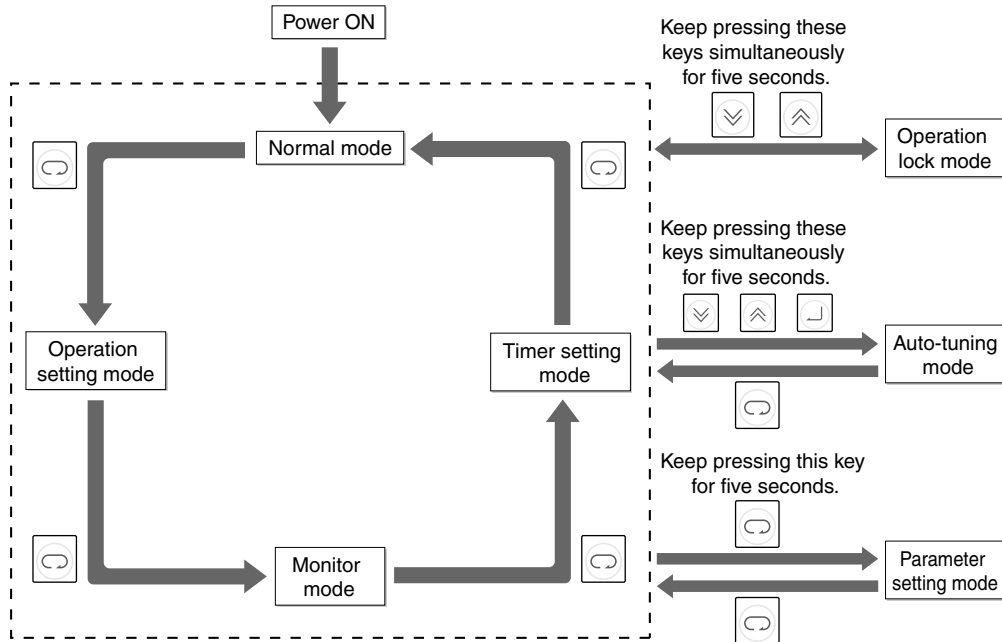 Power ON
Keep pressing these
keys simultaneously
for five seconds.
Normal mode
Operation
lock mode
Keep pressing these
keys simultaneously
for five seconds.
Operation
setting mode
Timer setting
mode
Auto-tuning
mode
Keep pressing this key
for five seconds.
Monitor
mode
Parameter
setting mode